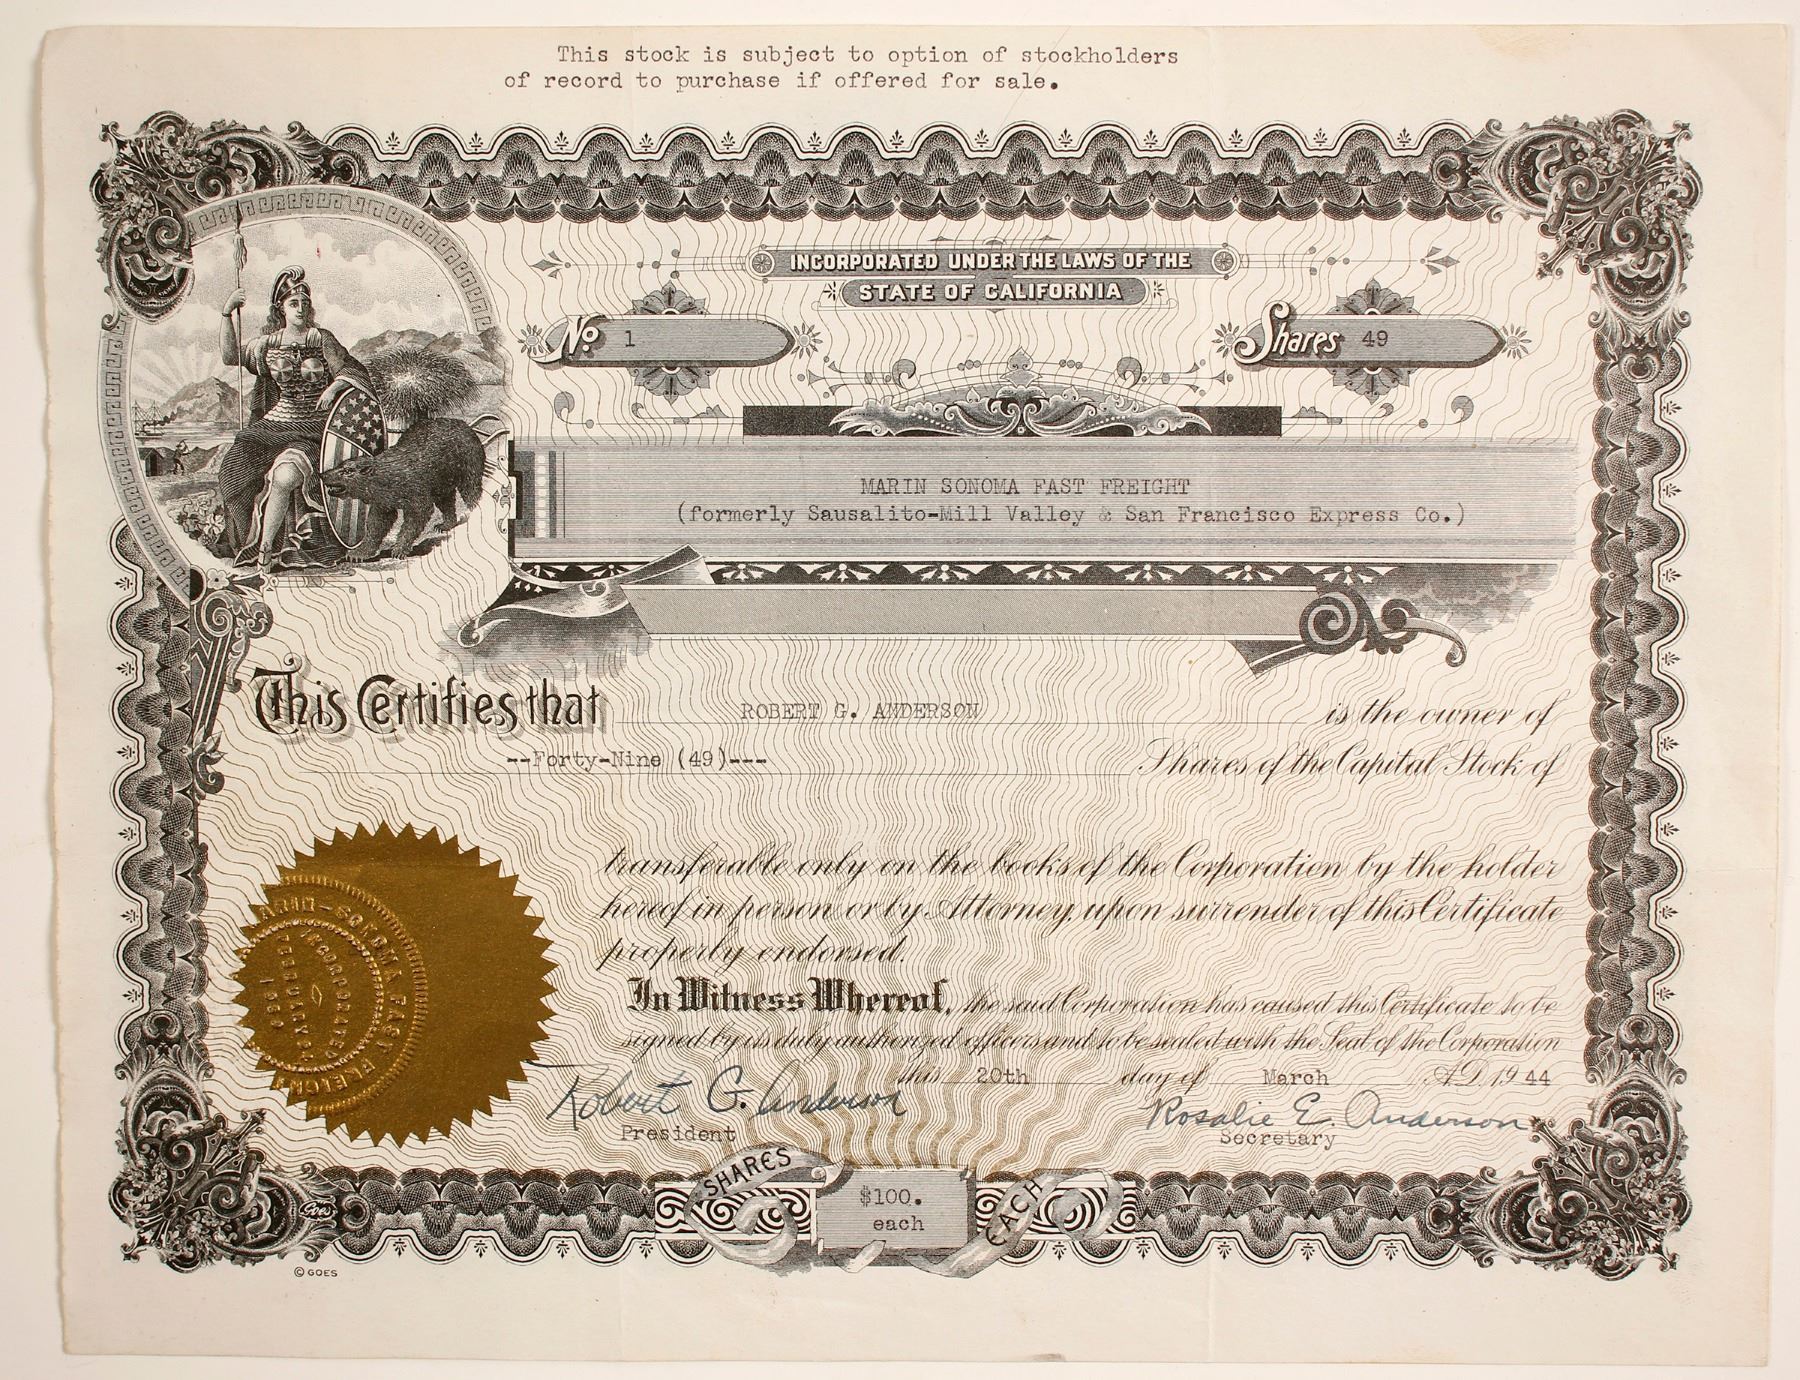 This stock is subject to option of stockholders
of record to purchase if offered for sale.
INCORPORATED UNDER THE LAWS OF THE
STATE OF CALIFORNIA
No. 1
Shares 49
MARIN SONOMA FAST FREIGHT
(formerly Sausalito-Mill Valley & San Francisco Express Co.)
This Certifies that ROBERT G. ANDERSON is the owner of
--Forty-Nine (49)--- Shares of the Capital Stock of
transferable only on the books of the Corporation by the holder
hereof in person or by Attorney, upon surrender of this Certificate
properly endorsed.
In Witness Whereof, the said Corporation has caused this Certificate to be
signed by its duly authorized officers and to be sealed with the Seal of the Corporation
this 20th day of March A.D. 1944
Robert G. Anderson
President
Rosalie E. Anderson
Secretary
SHARES
$100.
each
EACH
Goes
© GOES
SONOMA FAST FREIGHT
INCORPORATED